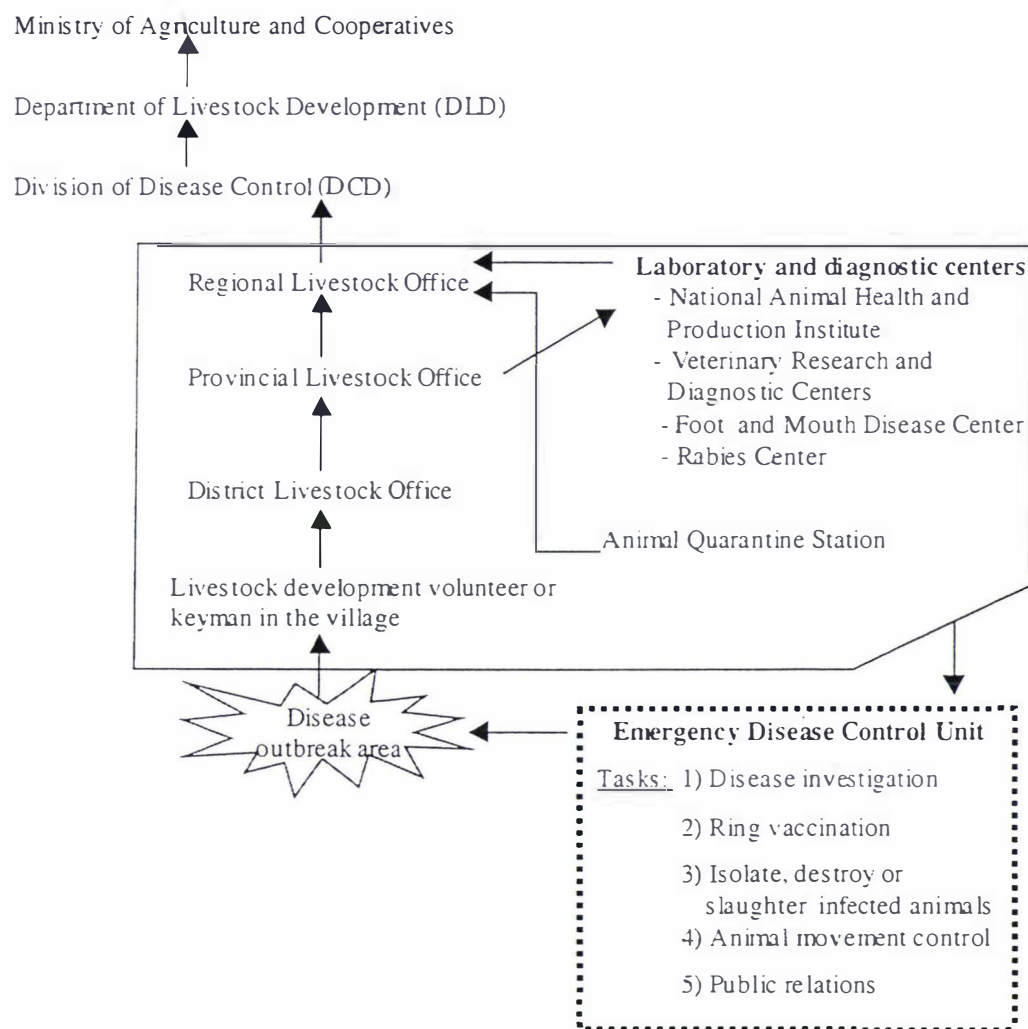 Ministry of Agriculture and Cooperatives
Department of Livestock Development (DLD)
Division of Disease Control (DCD)
Regional Livestock Office
Provincial Livestock Office
District Livestock Office
Livestock development volunteer or
keyman in the village
Laboratory and diagnostic centers
- National Animal Health and
Production Institute
- Veterinary Research and
Diagnostic Centers
- Foot and Mouth Disease Center
- Rabies Center
Animal Quarantine Station
Disease
outbreak area
Emergency Disease Control Unit
Tasks: 1) Disease investigation
2) Ring vaccination
3) Isolate, destroy or
slaughter infected animals
4) Animal movement control
5) Public relations